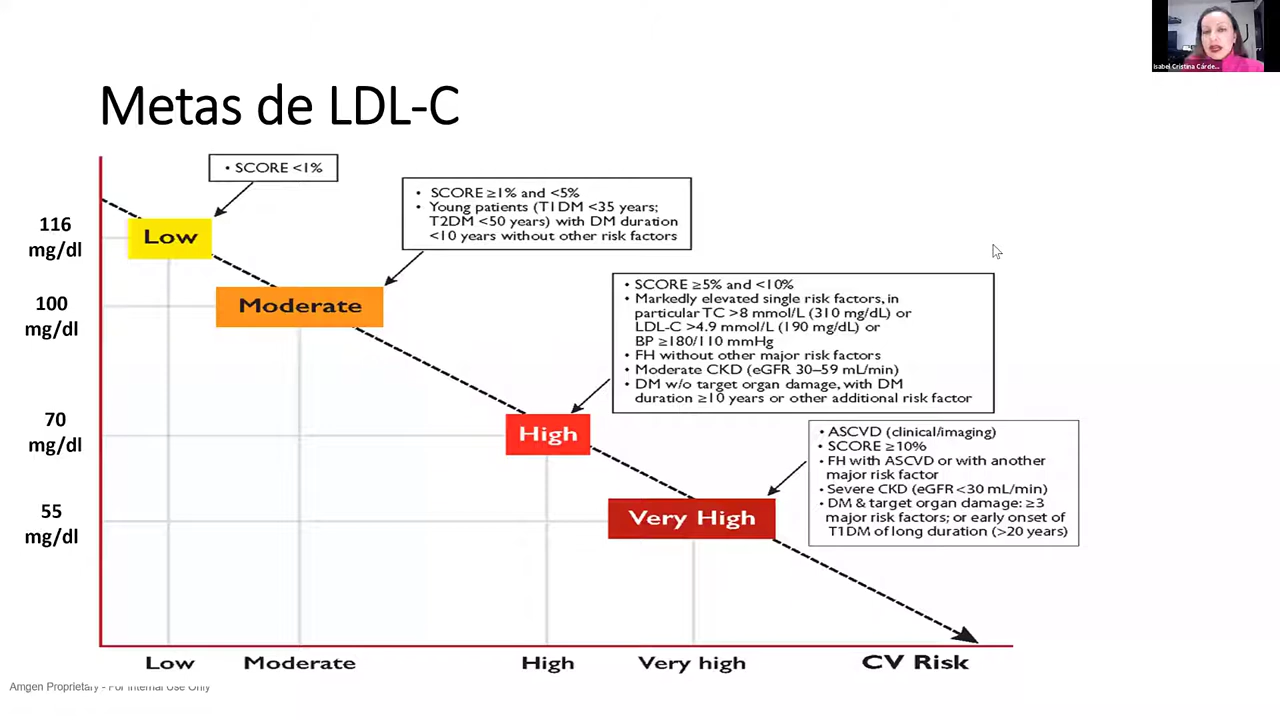 Isabel Cristina Cárde...
Metas de LDL-C
• SCORE <1%
• SCORE ≥1% and <5%
• Young patients (T1DM <35 years;
T2DM <50 years) with DM duration
<10 years without other risk factors
116
mg/dl
Low
100
mg/dl
Moderate
• SCORE ≥5% and <10%
• Markedly elevated single risk factors, in
particular TC >8 mmol/L (310 mg/dL) or
LDL-C >4.9 mmol/L (190 mg/dL) or
BP ≥180/110 mmHg
• FH without other major risk factors
• Moderate CKD (eGFR 30–59 mL/min)
• DM w/o target organ damage, with DM
duration ≥10 years or other additional risk factor
70
mg/dl
High
• ASCVD (clinical/imaging)
• SCORE ≥10%
• FH with ASCVD or with another
major risk factor
• Severe CKD (eGFR <30 mL/min)
• DM & target organ damage: ≥3
major risk factors; or early onset of
T1DM of long duration (>20 years)
55
mg/dl
Very High
Low Moderate High Very high CV Risk
Amgen Proprietary - For Internal Use Only